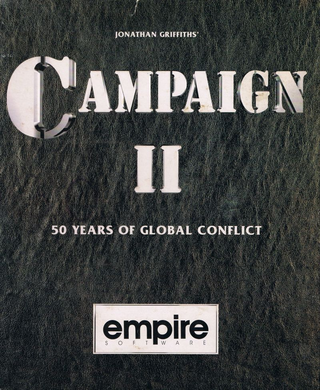 JONATHAN GRIFFITHS'
CAMPAIGN
II
50 YEARS OF GLOBAL CONFLICT
empire
SOFTWARE